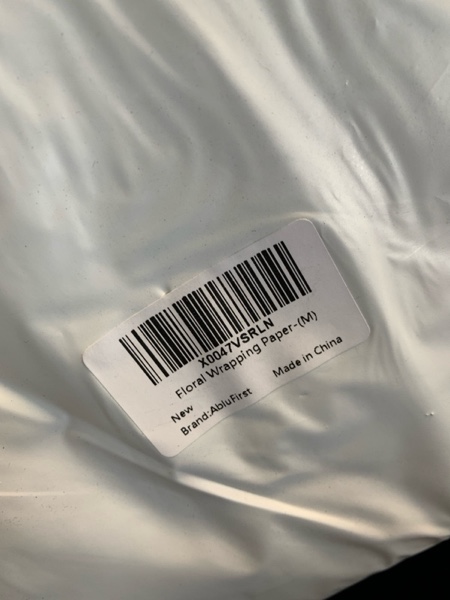 X0047VSRLN
Floral Wrapping Paper-(M)
New
Made in China
Brand:AbluFirst